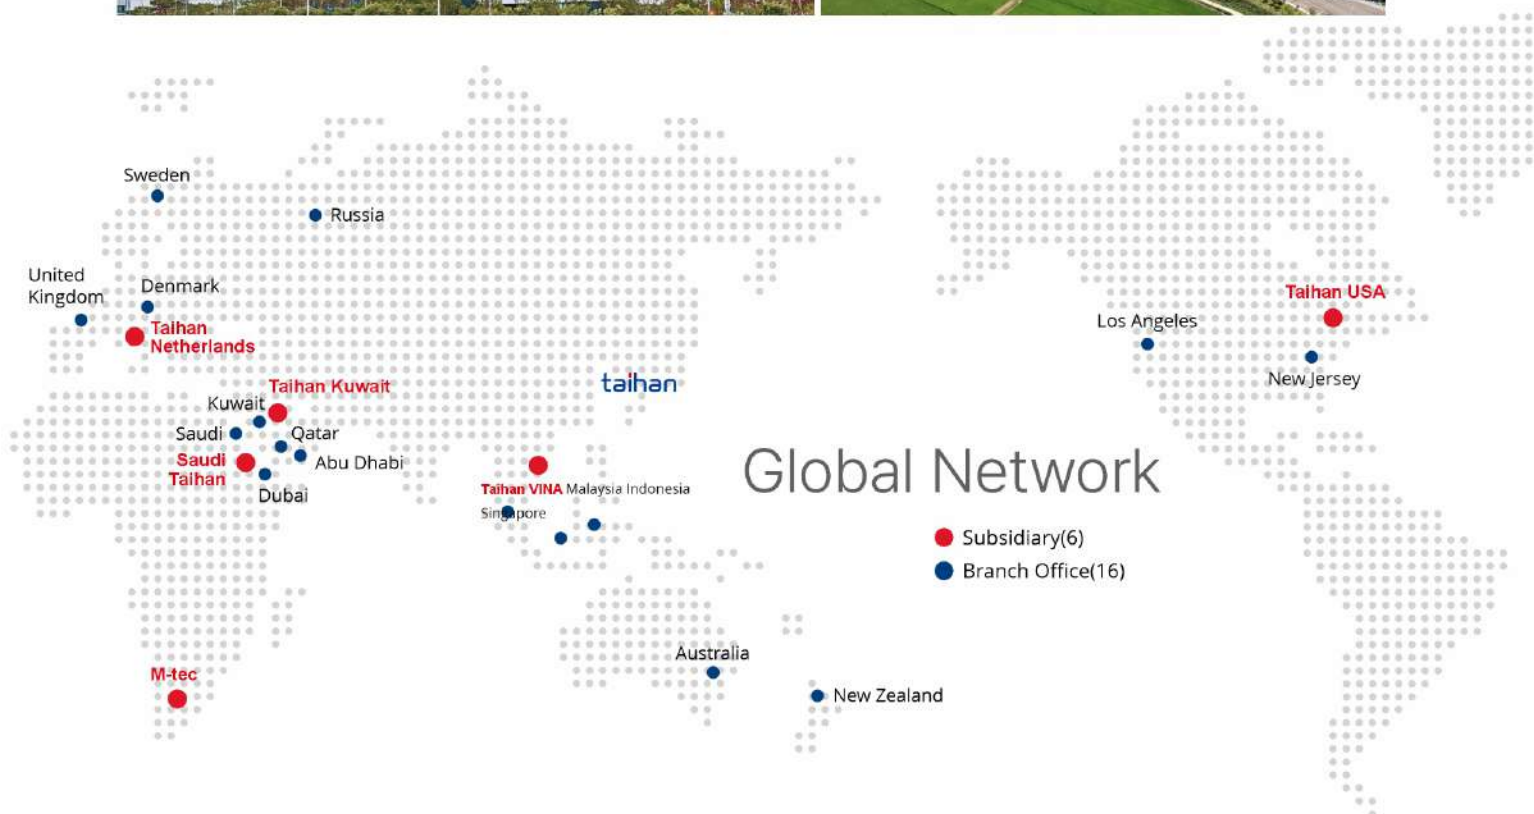 Sweden
Russia
United
Kingdom
Denmark
Taihan
Netherlands
Taihan USA
Los Angeles
New Jersey
taihan
Taihan Kuwait
Kuwait
Saudi
Qatar
Saudi
Taihan
Abu Dhabi
Dubai
Taihan VINA Malaysia Indonesia
Singapore
Global Network
Subsidiary(6)
Branch Office(16)
M-tec
Australia
New Zealand